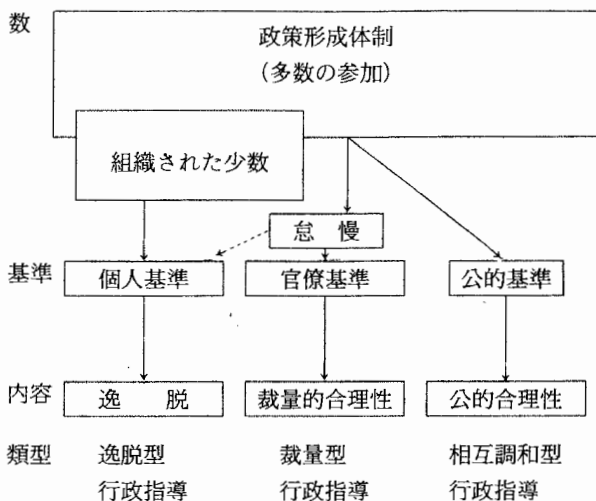 数
政策形成体制
(多数の参加)
組織された少数
怠 慢
基準 個人基準 官僚基準 公的基準
内容 逸 脱 裁量的合理性 公的合理性
類型 逸脱型 裁量型 相互調和型
行政指導 行政指導 行政指導